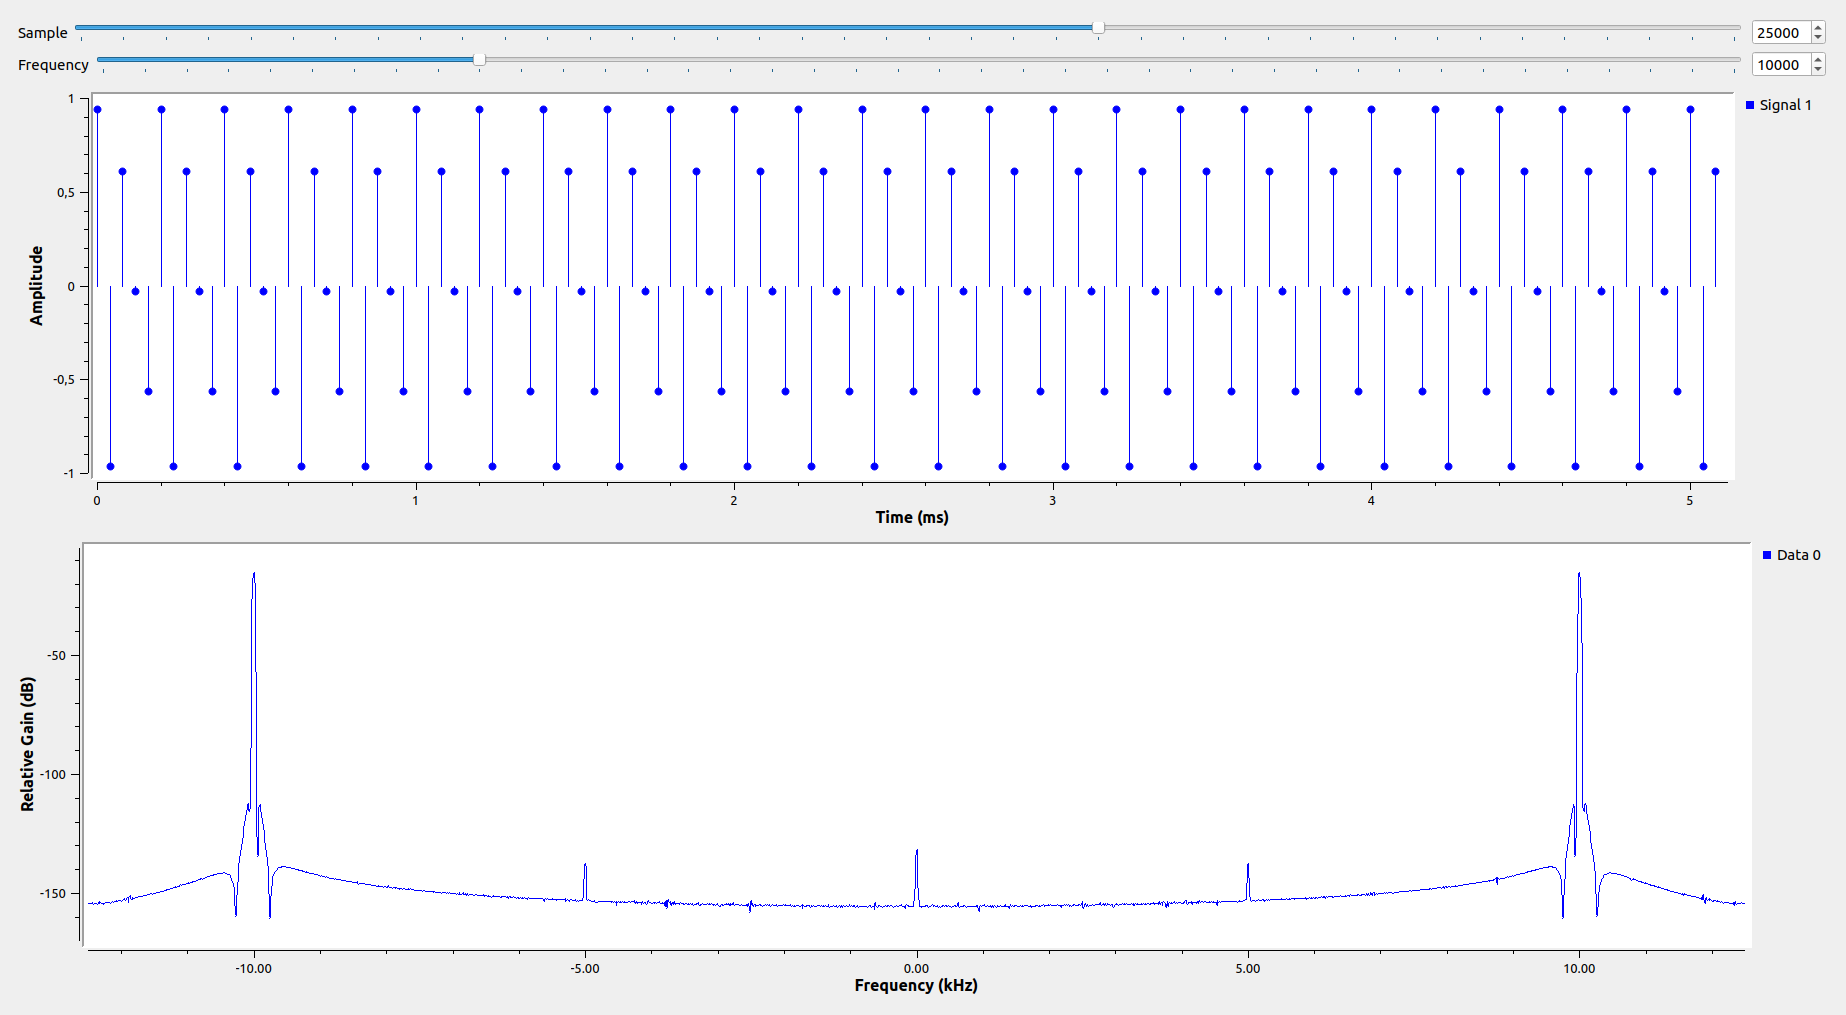 Sample 25000
Frequency 10000
Signal 1
1
0,5
0
-0,5
-1
Amplitude
0 1 2 3 4 5
Time (ms)
Data 0
-50
-100
-150
Relative Gain (dB)
-10.00 -5.00 0.00 5.00 10.00
Frequency (kHz)